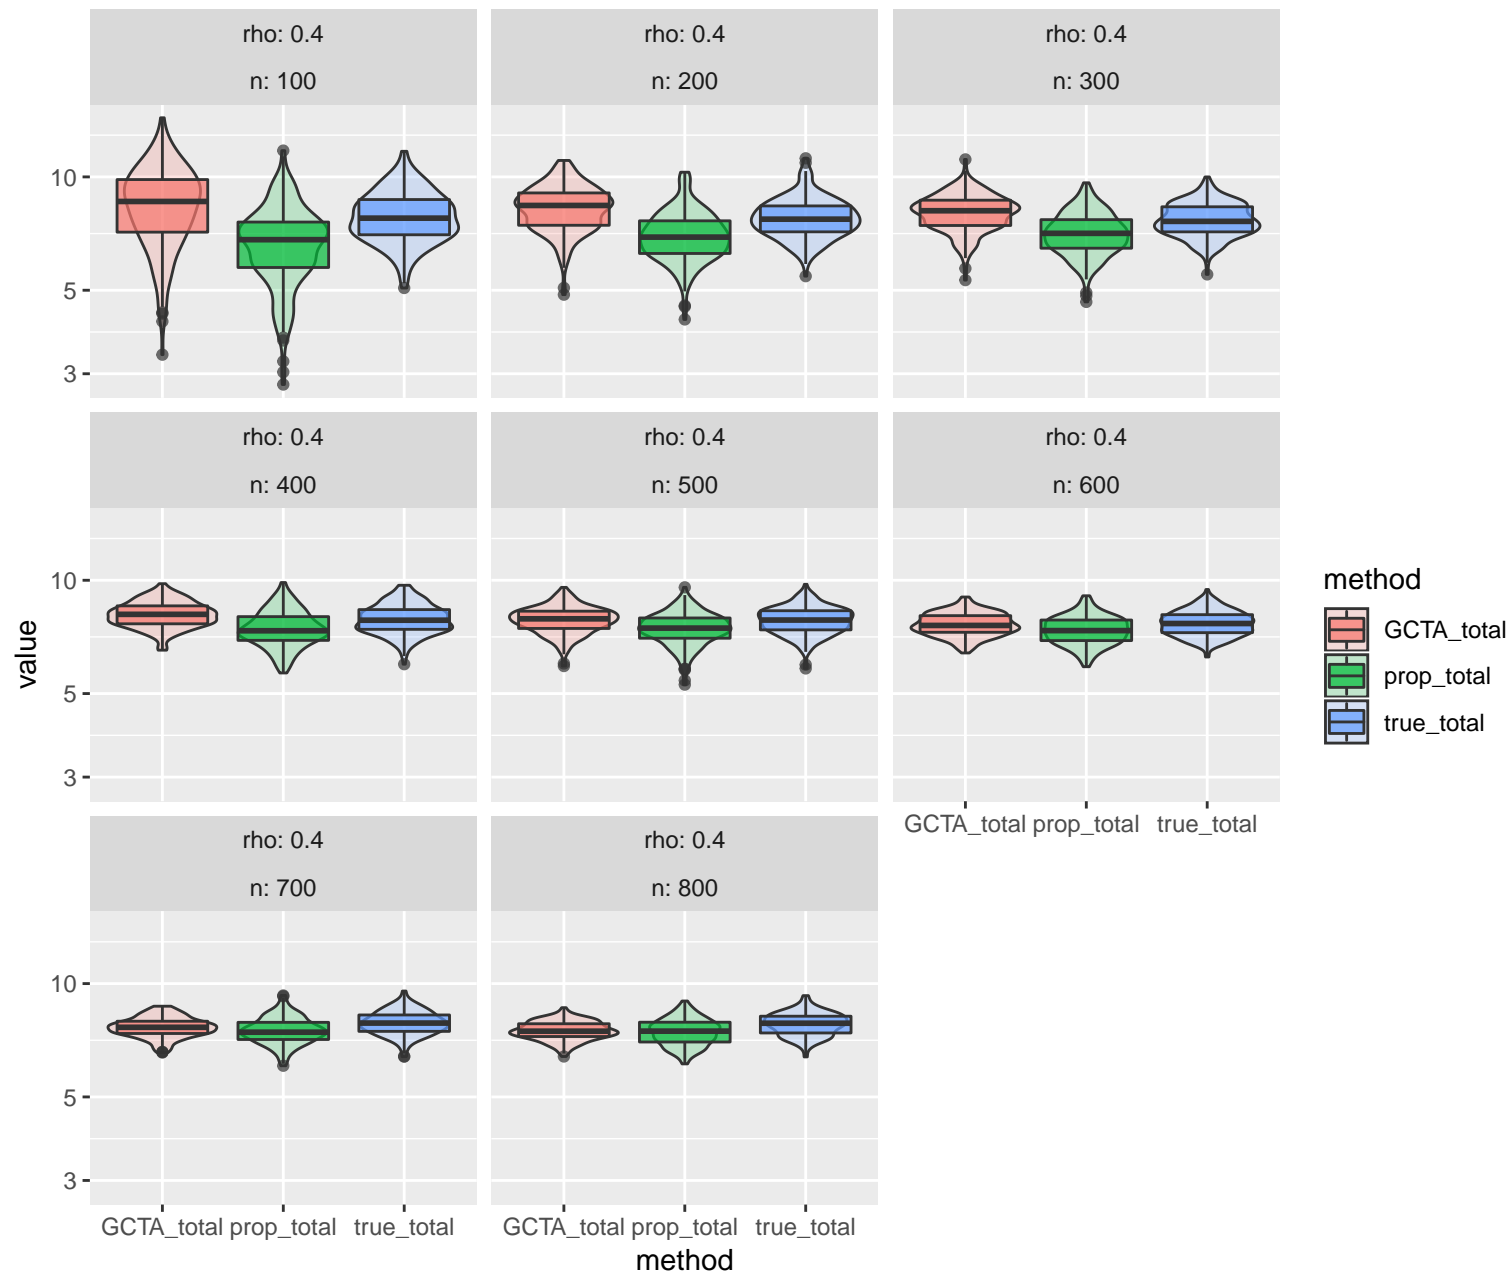 rho: 0.4
rho: 0.4
rho: 0.4
n: 100
n: 200
n: 300
10
5
3
rho: 0.4
rho: 0.4
rho: 0.4
n: 400
n: 500
n: 600
10
5
3
GCTA_total prop_total true_total
rho: 0.4
rho: 0.4
n: 700
n: 800
10
5
3
GCTA_total prop_total true_total
GCTA_total prop_total true_total
method
value
method
GCTA_total
prop_total
true_total